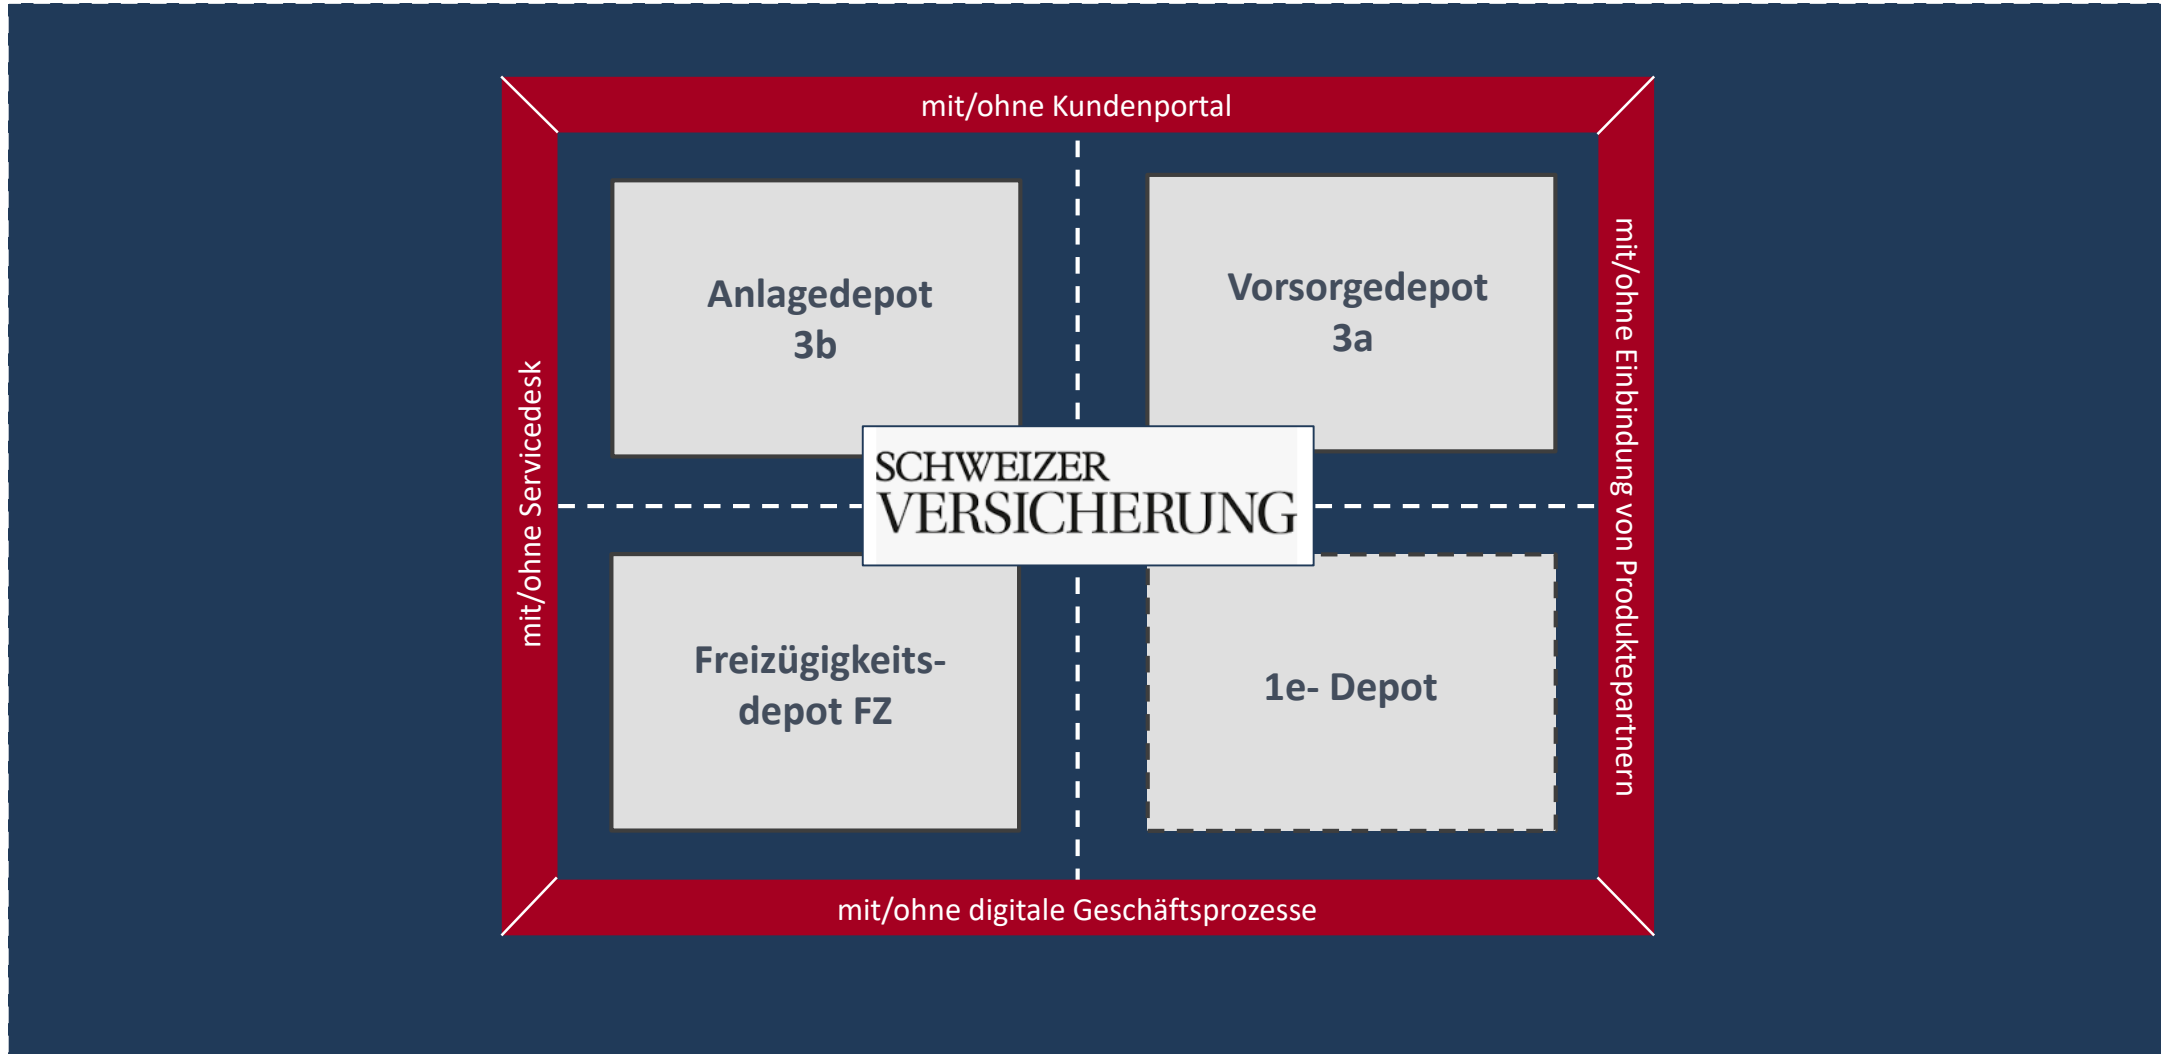 mit/ohne Kundenportal
Anlagedepot
3b
Vorsorgedepot
3a
mit/ohne Servicedesk
SCHWEIZER
VERSICHERUNG
mit/ohne Einbindung von Produktepartnern
Freizügigkeits-
depot FZ
1e- Depot
mit/ohne digitale Geschäftsprozesse